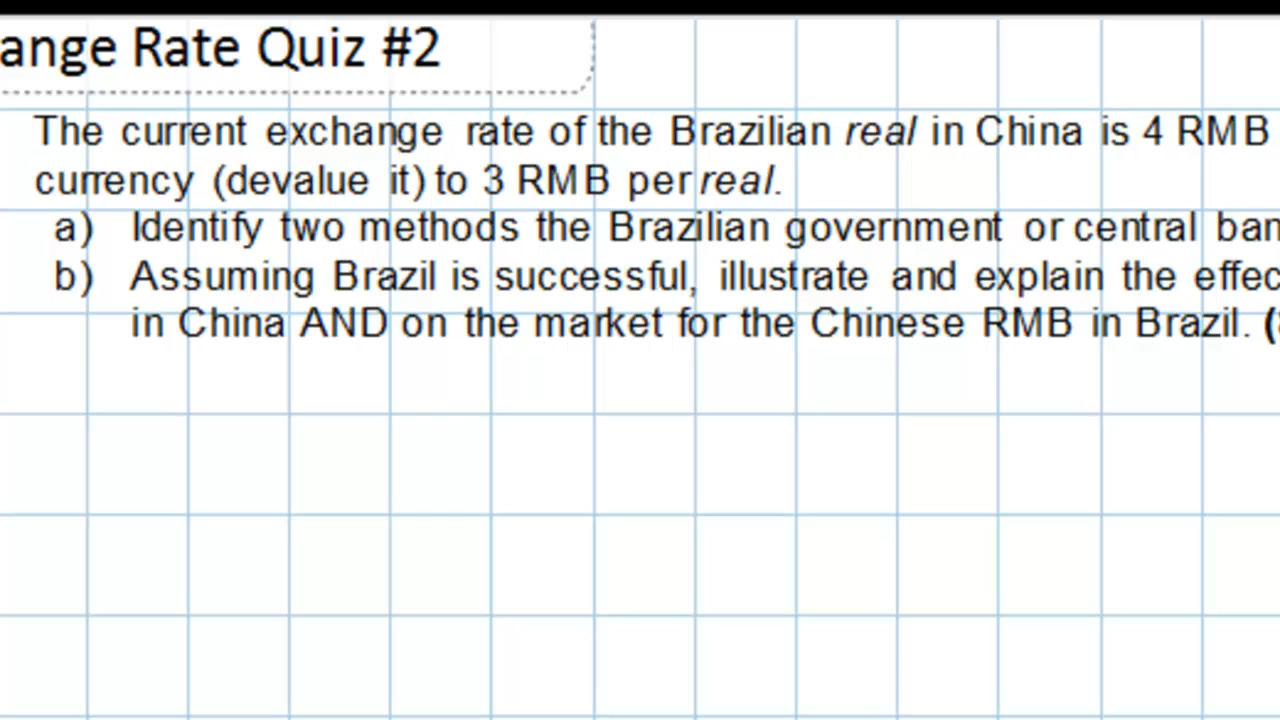 ange Rate Quiz #2
The current exchange rate of the Brazilian real in China is 4 RMB
currency (devalue it) to 3 RMB per real.
a) Identify two methods the Brazilian government or central ban
b) Assuming Brazil is successful, illustrate and explain the effec
in China AND on the market for the Chinese RMB in Brazil. (